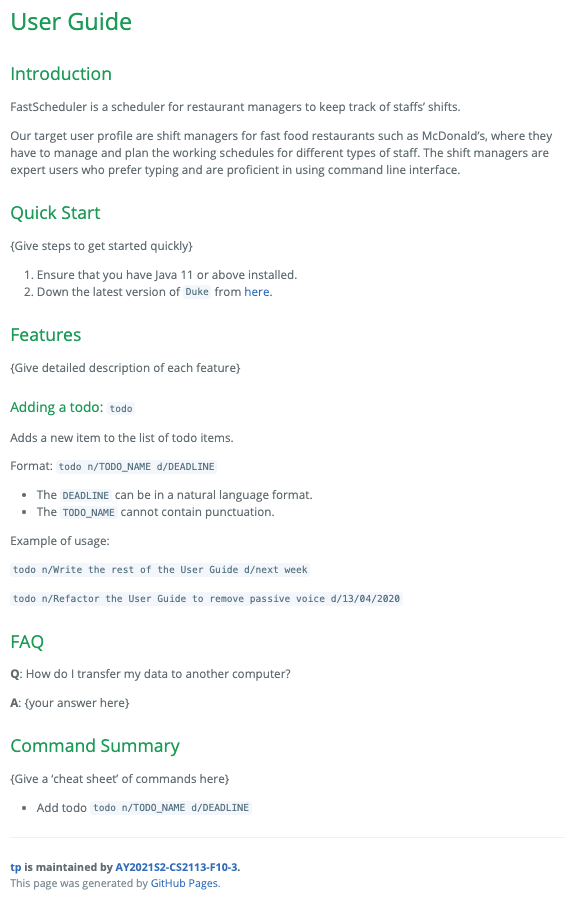 User Guide
Introduction
FastScheduler is a scheduler for restaurant managers to keep track of staffs’ shifts.
Our target user profile are shift managers for fast food restaurants such as McDonald’s, where they
have to manage and plan the working schedules for different types of staff. The shift managers are
expert users who prefer typing and are proficient in using command line interface.
Quick Start
{Give steps to get started quickly}
1. Ensure that you have Java 11 or above installed.
2. Down the latest version of Duke from here.
Features
{Give detailed description of each feature}
Adding a todo: todo
Adds a new item to the list of todo items.
Format: todo n/TODO_NAME d/DEADLINE
• The DEADLINE can be in a natural language format.
• The TODO_NAME cannot contain punctuation.
Example of usage:
todo n/Write the rest of the User Guide d/next week
todo n/Refactor the User Guide to remove passive voice d/13/04/2020
FAQ
Q: How do I transfer my data to another computer?
A: {your answer here}
Command Summary
{Give a ‘cheat sheet’ of commands here}
• Add todo todo n/TODO_NAME d/DEADLINE
tp is maintained by AY2021S2-CS2113-F10-3.
This page was generated by GitHub Pages.